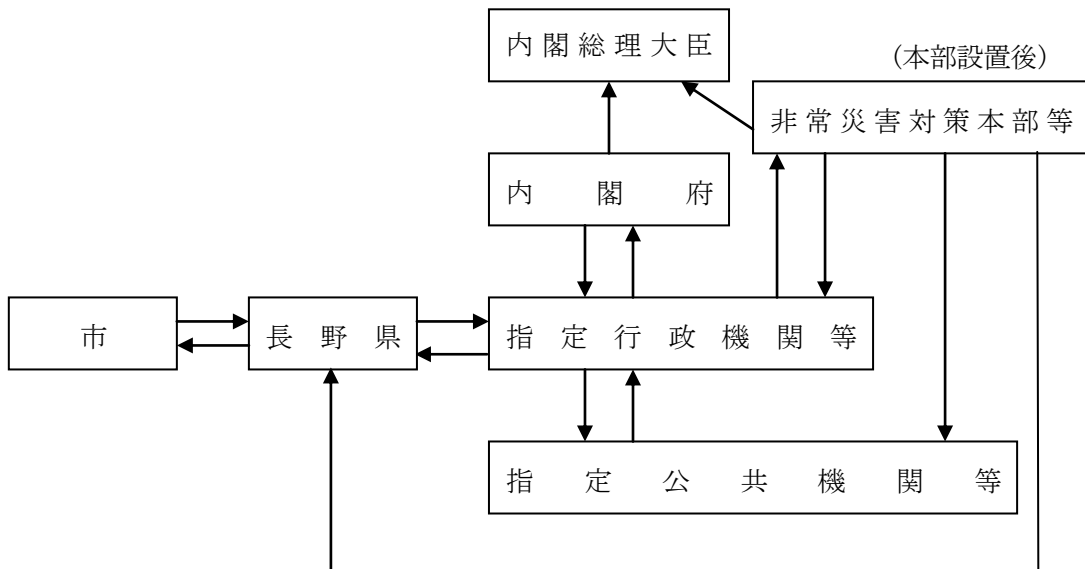 内閣総理大臣
（本部設置後）
非常災害対策本部等
内閣府
市
長野県
指定行政機関等
指定公共機関等